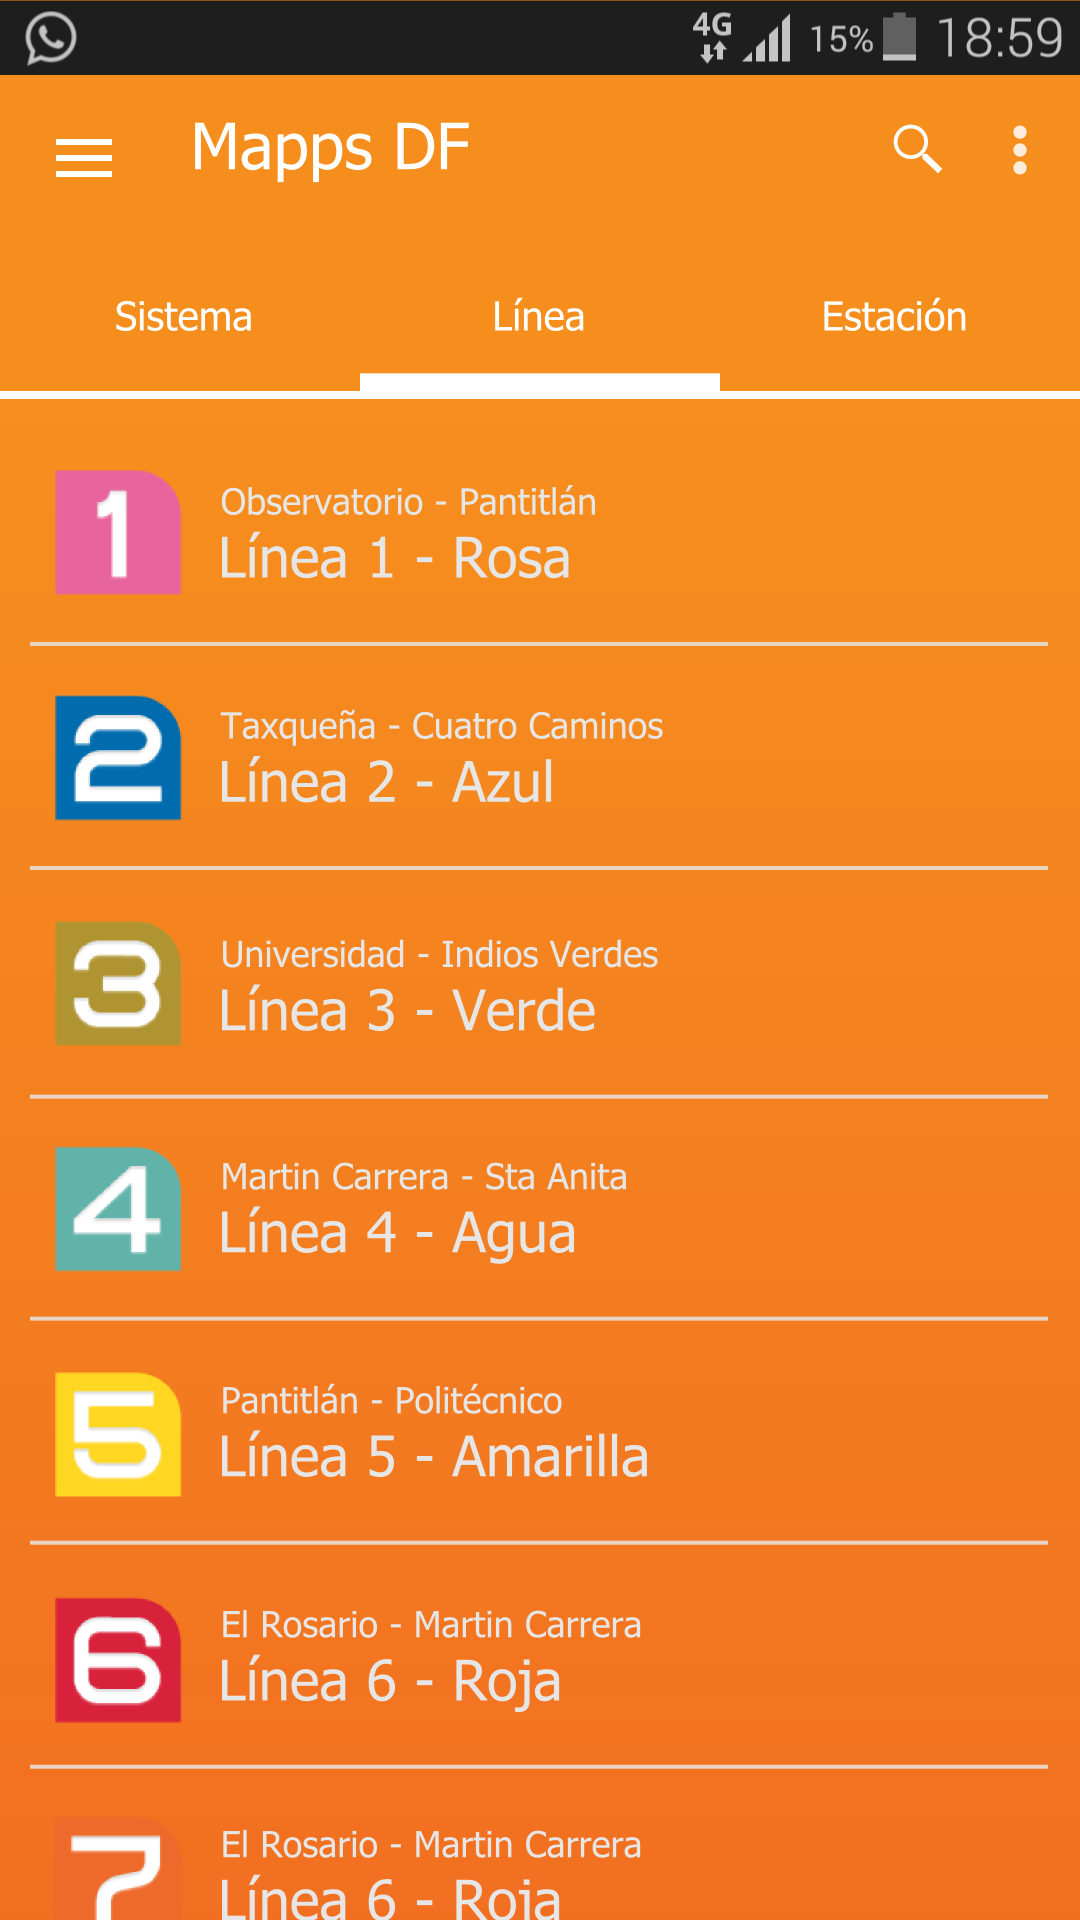 4G 15% 18:59
Mapps DF
Sistema Línea Estación
1 Observatorio - Pantitlán
Línea 1 - Rosa
2 Taxqueña - Cuatro Caminos
Línea 2 - Azul
3 Universidad - Indios Verdes
Línea 3 - Verde
4 Martin Carrera - Sta Anita
Línea 4 - Agua
5 Pantitlán - Politécnico
Línea 5 - Amarilla
6 El Rosario - Martin Carrera
Línea 6 - Roja
7 El Rosario - Martin Carrera
Línea 6 - Roja